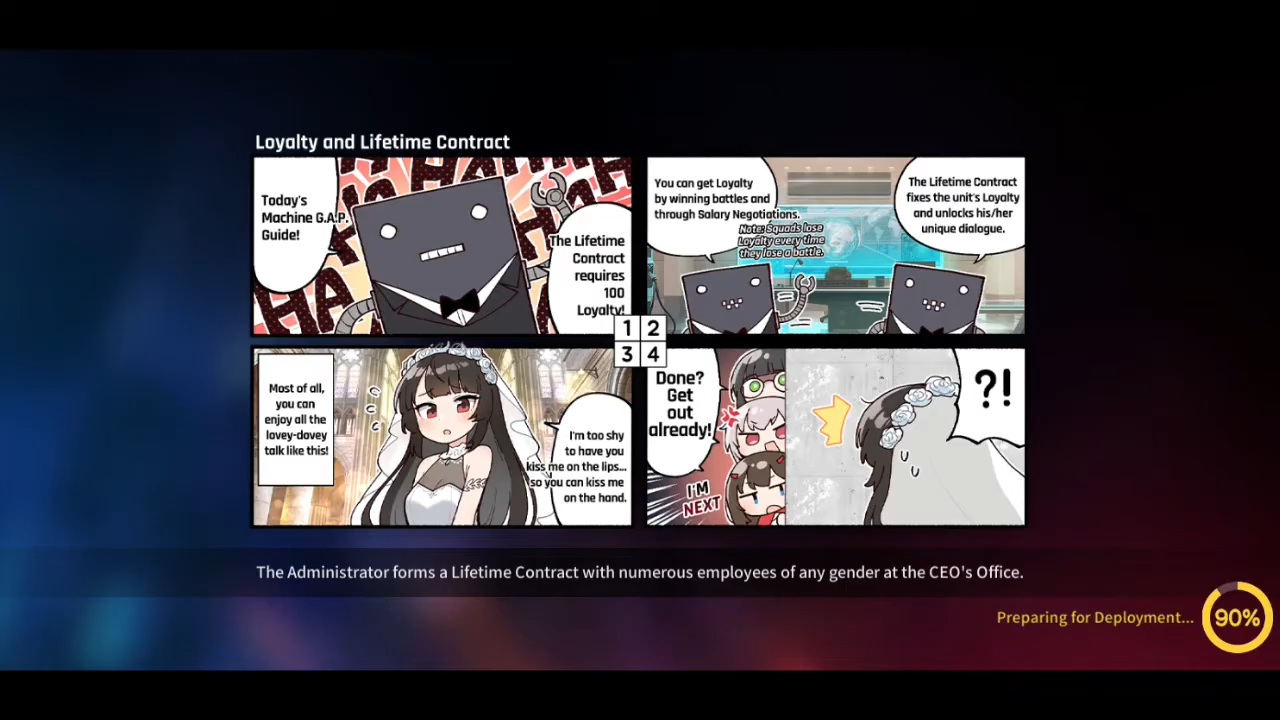 Loyalty and Lifetime Contract
Today's
Machine G.A.P.
Guide!
HA HA HA
The Lifetime
Contract
requires
100
Loyalty!
You can get Loyalty
by winning battles and
through Salary Negotiations.
Note: Squads lose
Loyalty every time
they lose a battle.
The Lifetime Contract
fixes the unit's Loyalty
and unlocks his/her
unique dialogue.
1 2
3 4
Most of all,
you can
enjoy all the
lovey-dovey
talk like this!
I'm too shy
to have you
kiss me on the lips...
so you can kiss me
on the hand.
Done?
Get
out
already!
I'M
NEXT
?!
The Administrator forms a Lifetime Contract with numerous employees of any gender at the CEO's Office.
Preparing for Deployment...
90%